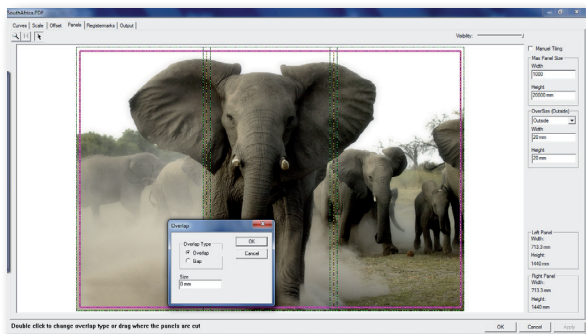 SouthAfrica.PDF
Curves Scale Offset Panels Registermarks Output
Visibility:
Manual Tiling
Max Panel Size
Width
1000
Height
20000 mm
OverSize (Outside)
Outside
Width
20 mm
Height
20 mm
Overlap
Overlap Type
Overlap
Gap
OK
Cancel
Size
0 mm
Left Panel
Width:
713.3 mm
Height:
1440 mm
Right Panel
Width:
713.3 mm
Height:
1440 mm
Double click to change overlap type or drag where the panels are cut
OK Cancel Apply